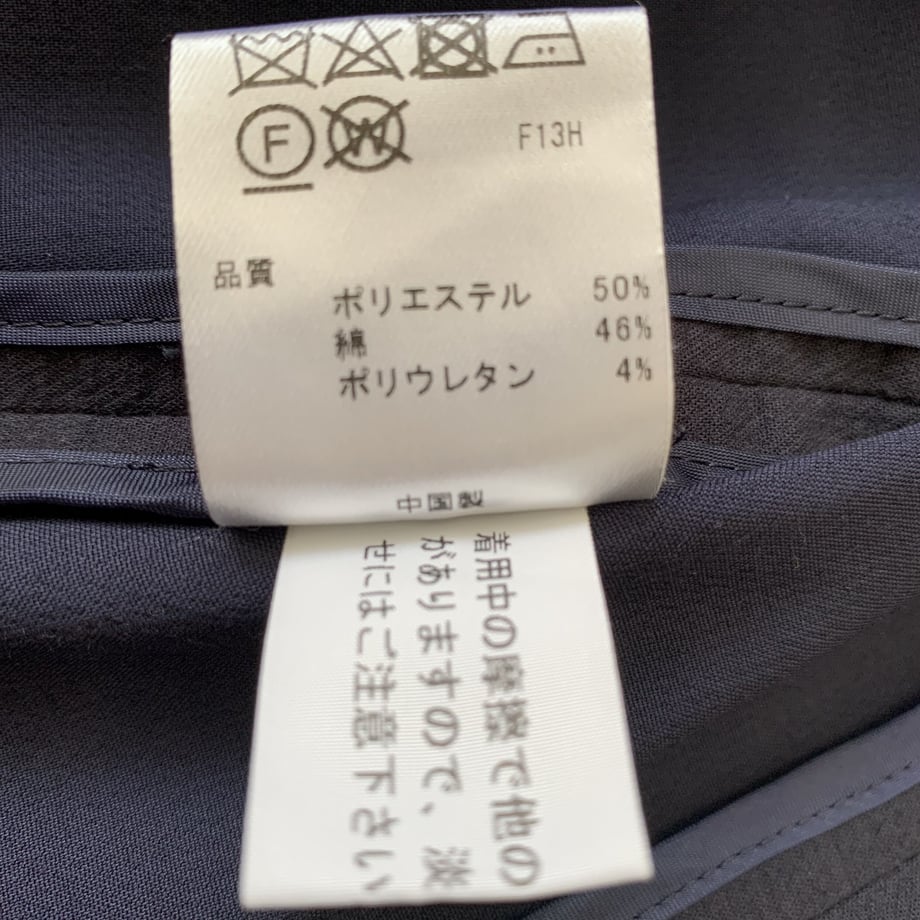 F
W
F13H
品質
ポリエステル 50%
綿 46%
ポリウレタン 4%
中国製
着用中の摩擦で他の
がありますので、淡
せにはご注意下さい